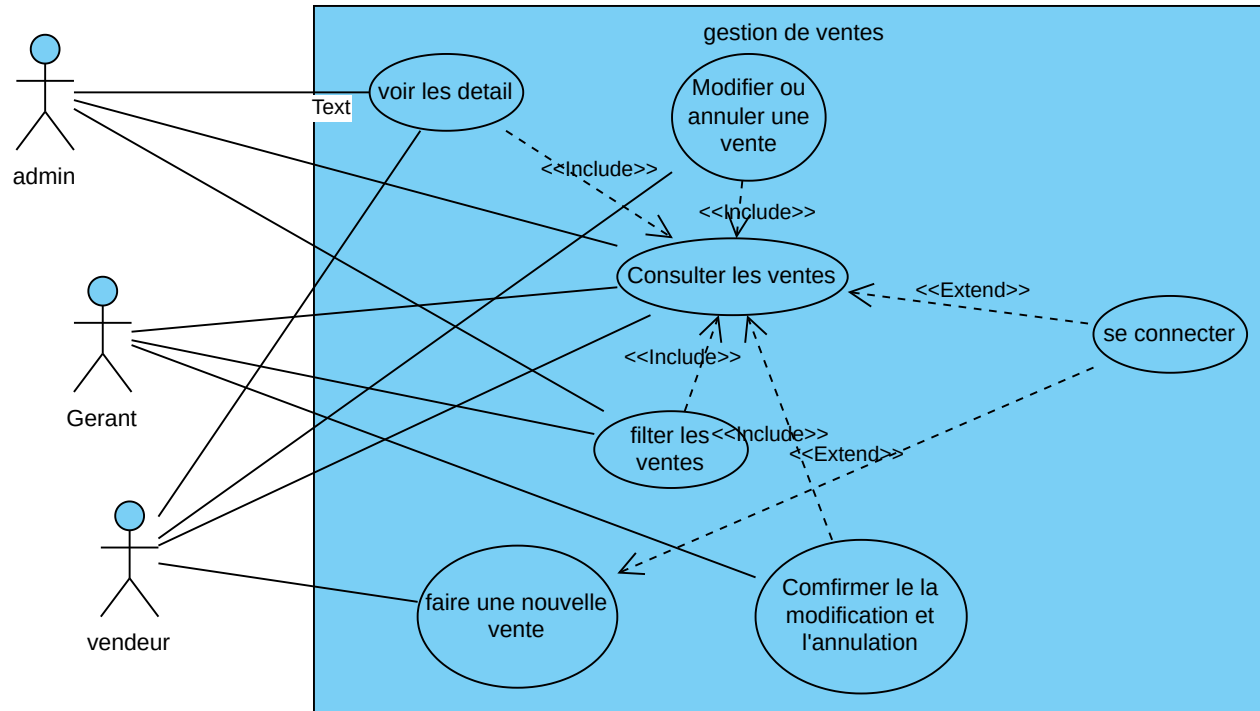 gestion de ventes
admin
Text
voir les detail
Modifier ou
annuler une
vente
<<Include>>
<<Include>>
Consulter les ventes
<<Extend>>
se connecter
Gerant
<<Include>>
filter les
ventes
<<Include>>
<<Extend>>
vendeur
faire une nouvelle
vente
Comfirmer le la
modification et
l'annulation